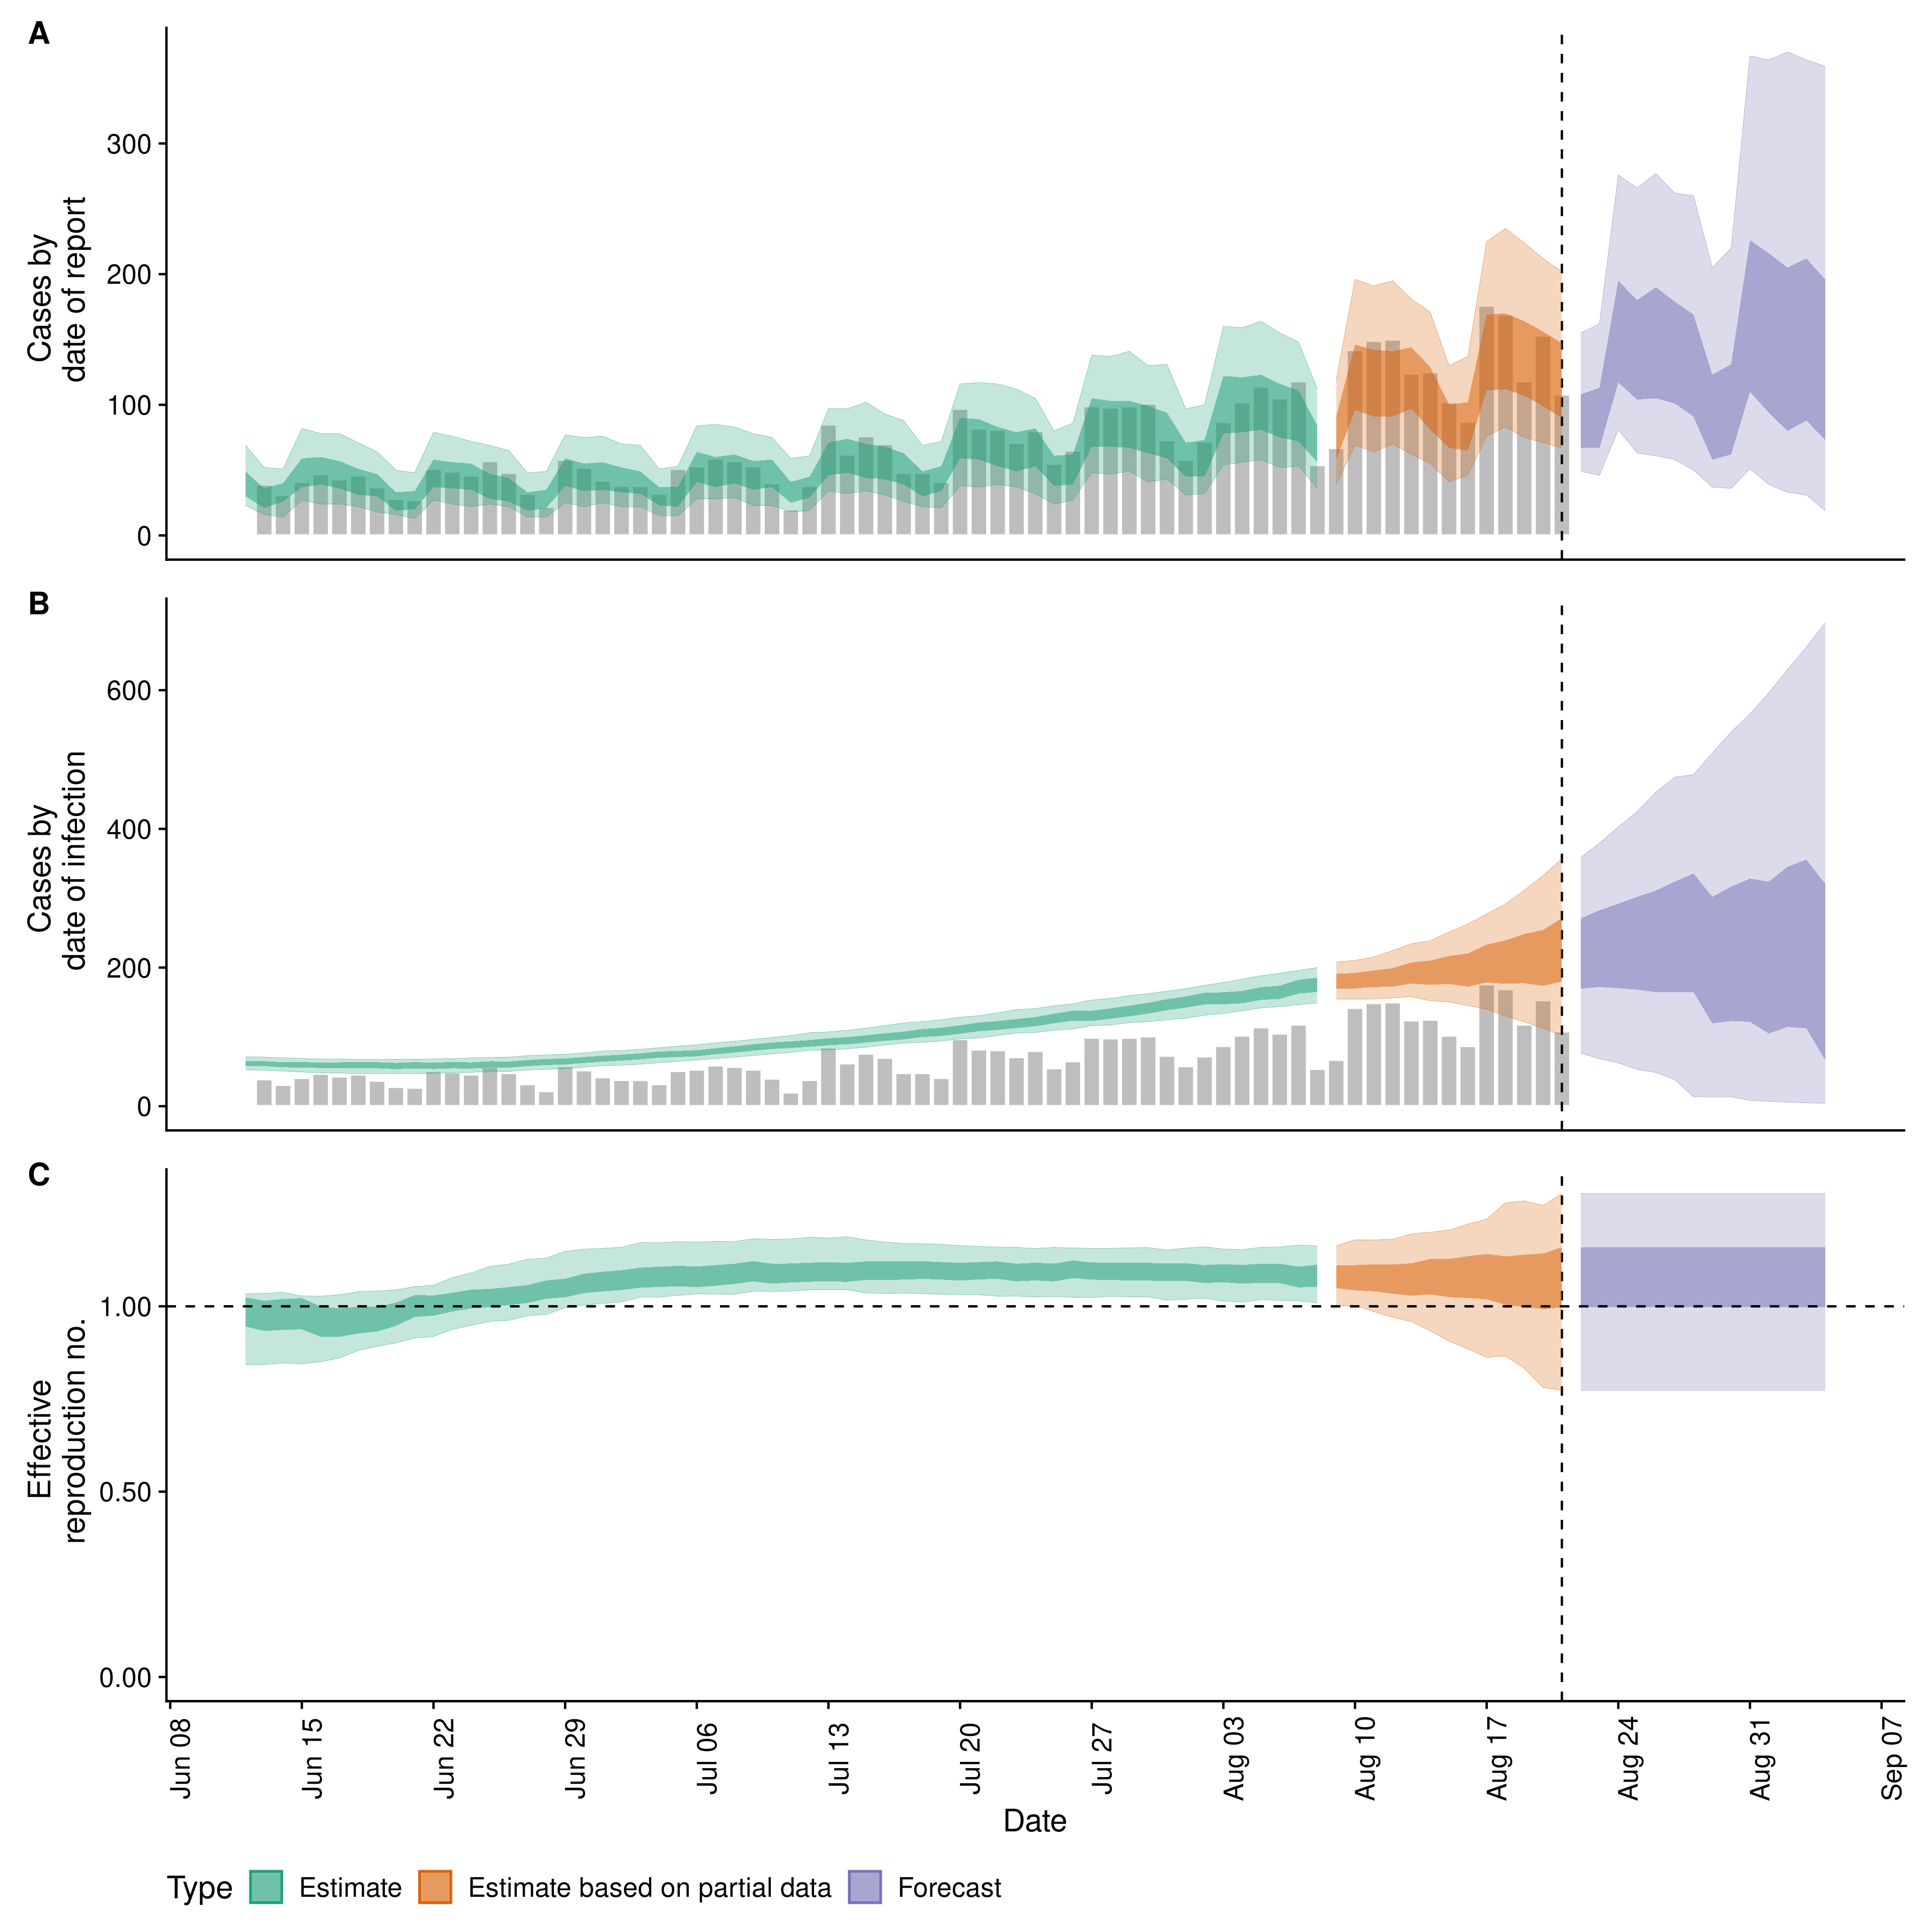 A
Cases by
date of report
300
200
100
0
B
Cases by
date of infection
600
400
200
0
C
Effective
reproduction no.
1.00
0.50
0.00
Jun 08
Jun 15
Jun 22
Jun 29
Jul 06
Jul 13
Jul 20
Jul 27
Aug 03
Aug 10
Aug 17
Aug 24
Aug 31
Sep 07
Date
Type Estimate Estimate based on partial data Forecast